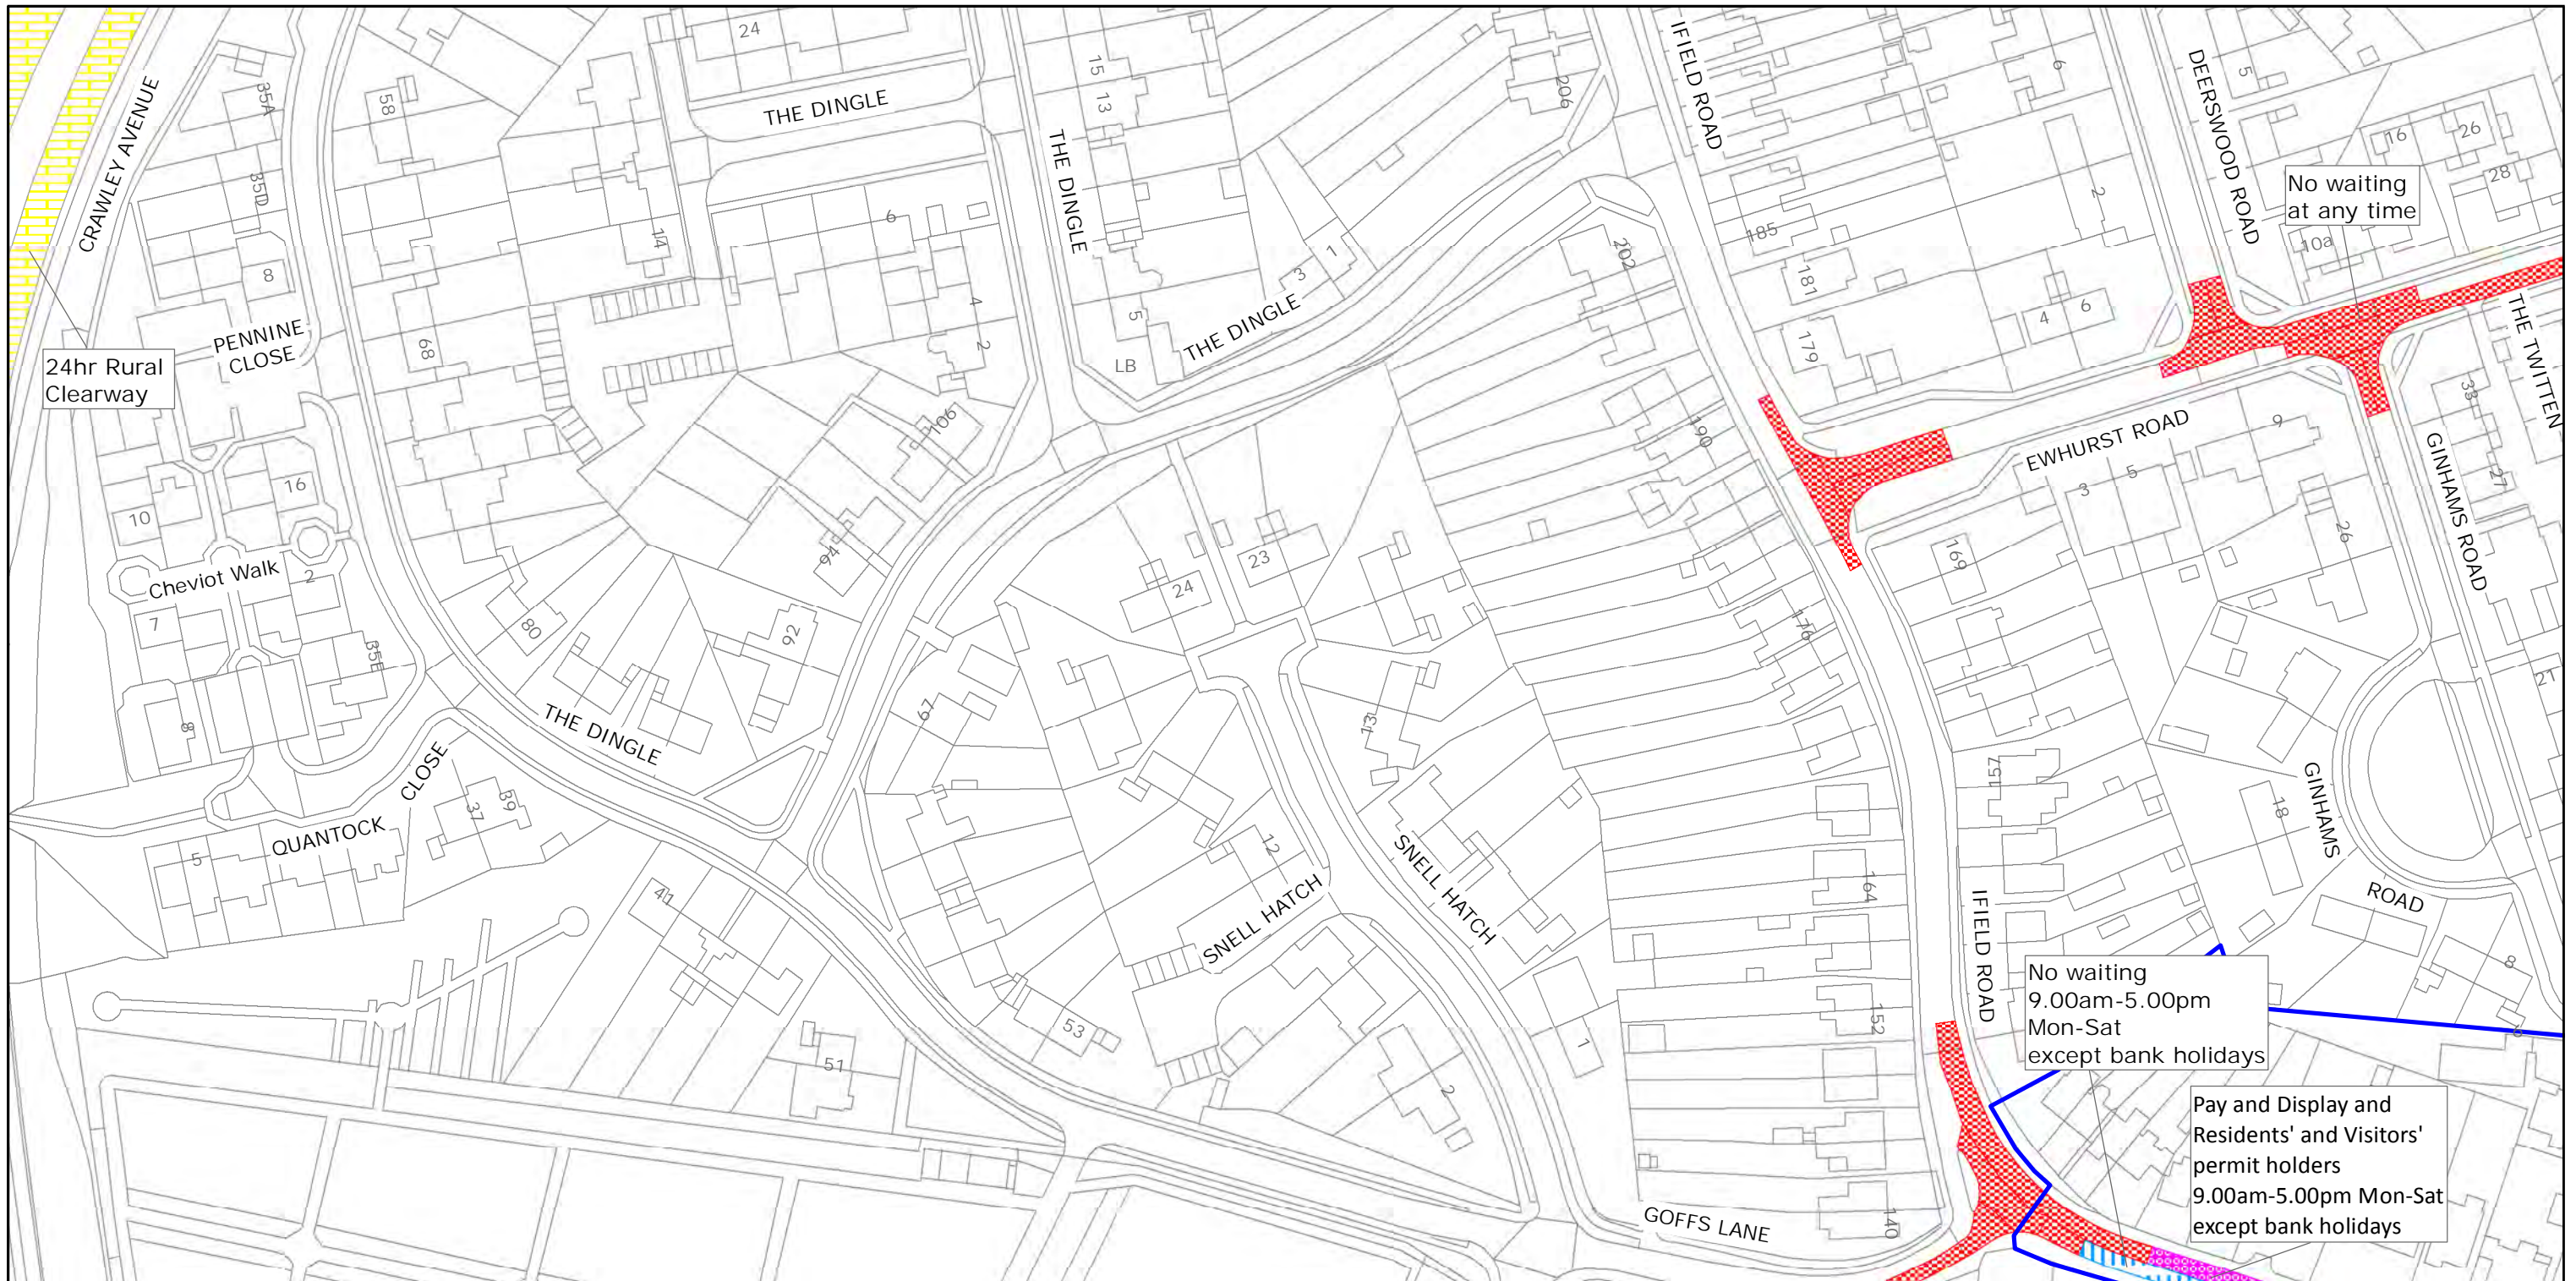 24
15
13
THE DINGLE
THE DINGLE
58
35A
35D
CRAWLEY AVENUE
206
IFIELD ROAD
6
DEERSWOOD ROAD
5
16
26
28
No waiting
at any time
10a
2
185
181
179
4
6
THE TWITTEN
33
27
GINHAMS ROAD
EWHURST ROAD
9
5
3
26
169
202
190
176
1
3
THE DINGLE
5
LB
6
4
2
14
8
PENNINE
CLOSE
24hr Rural
Clearway
68
106
94
92
16
10
Cheviot Walk
2
7
80
35E
8
THE DINGLE
67
24
23
13
QUANTOCK
CLOSE
37
39
5
41
12
SNELL HATCH
SNELL HATCH
53
51
1
2
157
164
152
140
IFIELD ROAD
GOFFS LANE
21
18
GINHAMS
ROAD
8
6
No waiting
9.00am-5.00pm
Mon-Sat
except bank holidays
Pay and Display and
Residents' and Visitors'
permit holders
9.00am-5.00pm Mon-Sat
except bank holidays